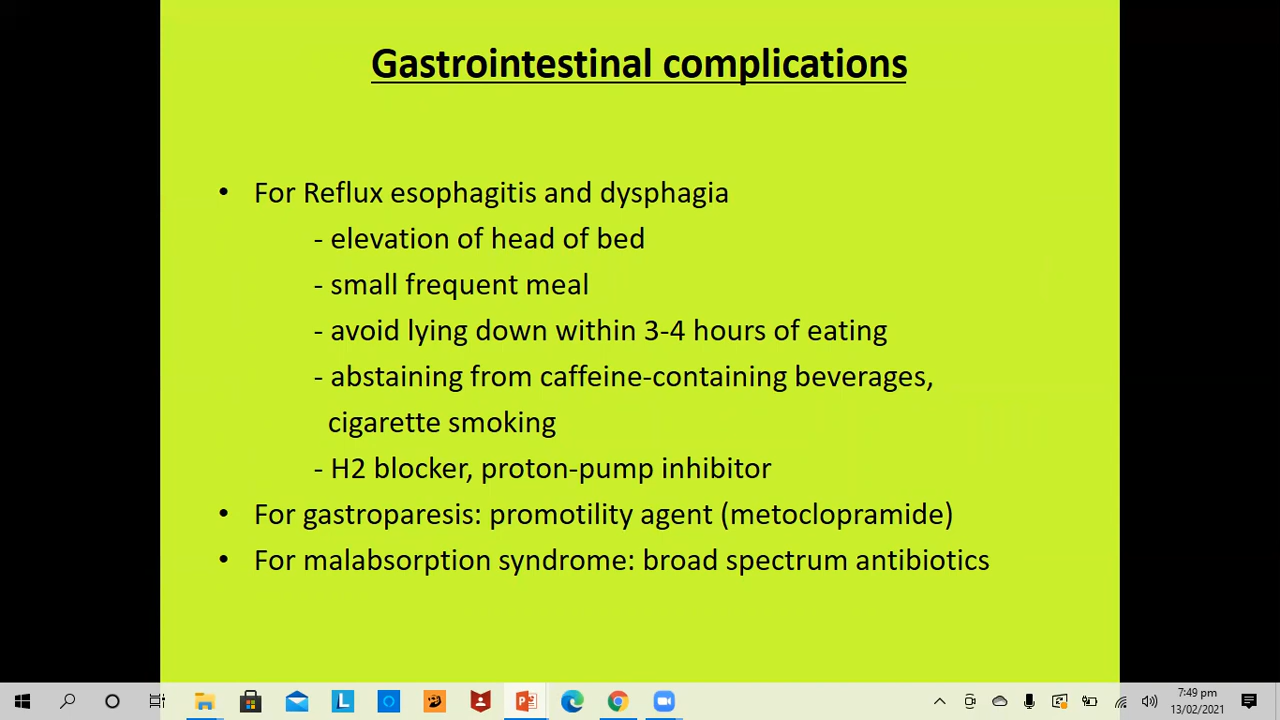 Gastrointestinal complications
• For Reflux esophagitis and dysphagia
- elevation of head of bed
- small frequent meal
- avoid lying down within 3-4 hours of eating
- abstaining from caffeine-containing beverages,
cigarette smoking
- H2 blocker, proton-pump inhibitor
• For gastroparesis: promotility agent (metoclopramide)
• For malabsorption syndrome: broad spectrum antibiotics
7:49 pm
13/02/2021